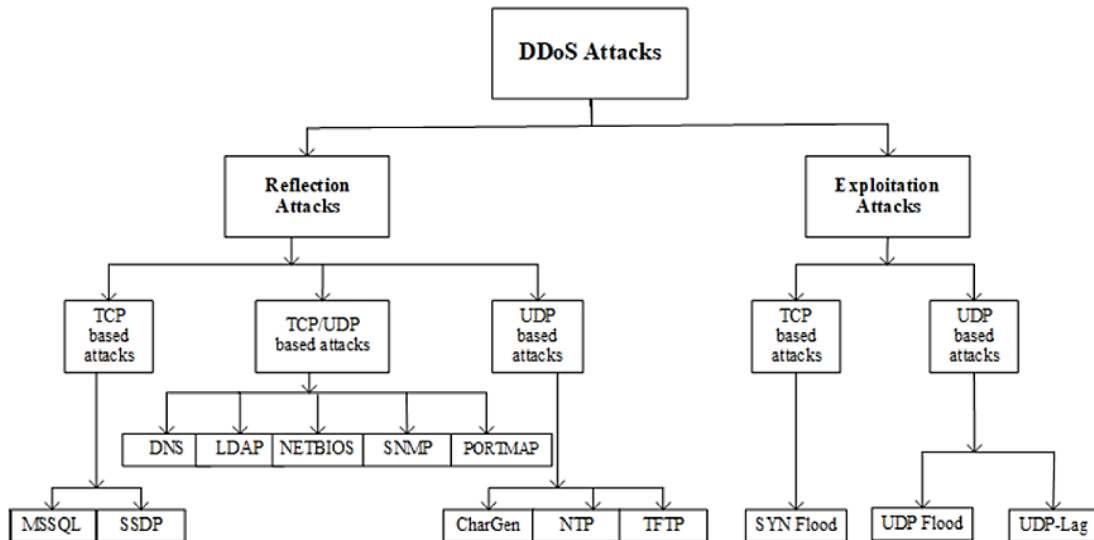 DDoS Attacks
Reflection
Attacks
Exploitation
Attacks
TCP
based
attacks
TCP/UDP
based attacks
UDP
based
attacks
TCP
based
attacks
UDP
based
attacks
DNS
LDAP
NETBIOS
SNMP
PORTMAP
MSSQL
SSDP
CharGen
NTP
TFTP
SYN Flood
UDP Flood
UDP-Lag